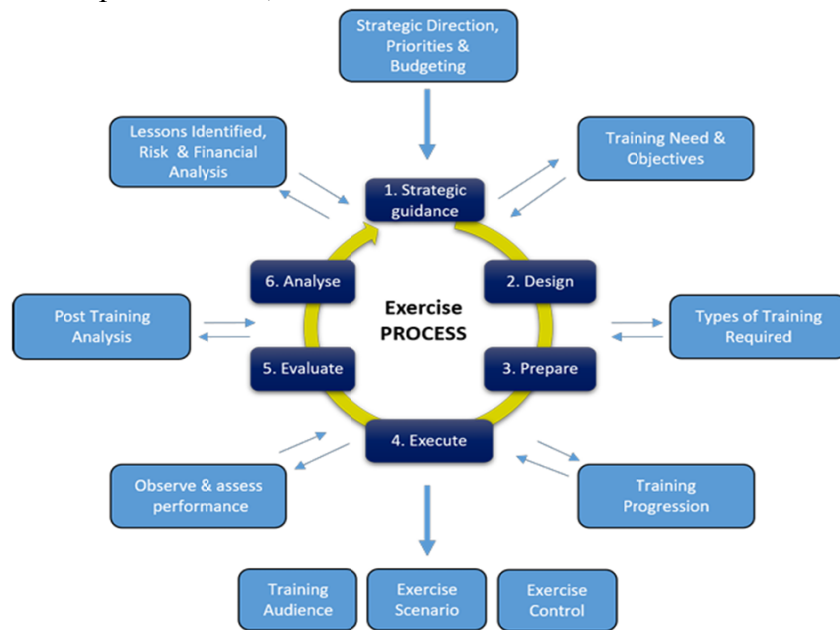 Strategic Direction,
Priorities &
Budgeting
Lessons Identified,
Risk & Financial
Analysis
Training Need &
Objectives
1. Strategic
guidance
6. Analyse
2. Design
Exercise
PROCESS
Post Training
Analysis
Types of Training
Required
5. Evaluate
3. Prepare
4. Execute
Observe & assess
performance
Training
Progression
Training
Audience
Exercise
Scenario
Exercise
Control